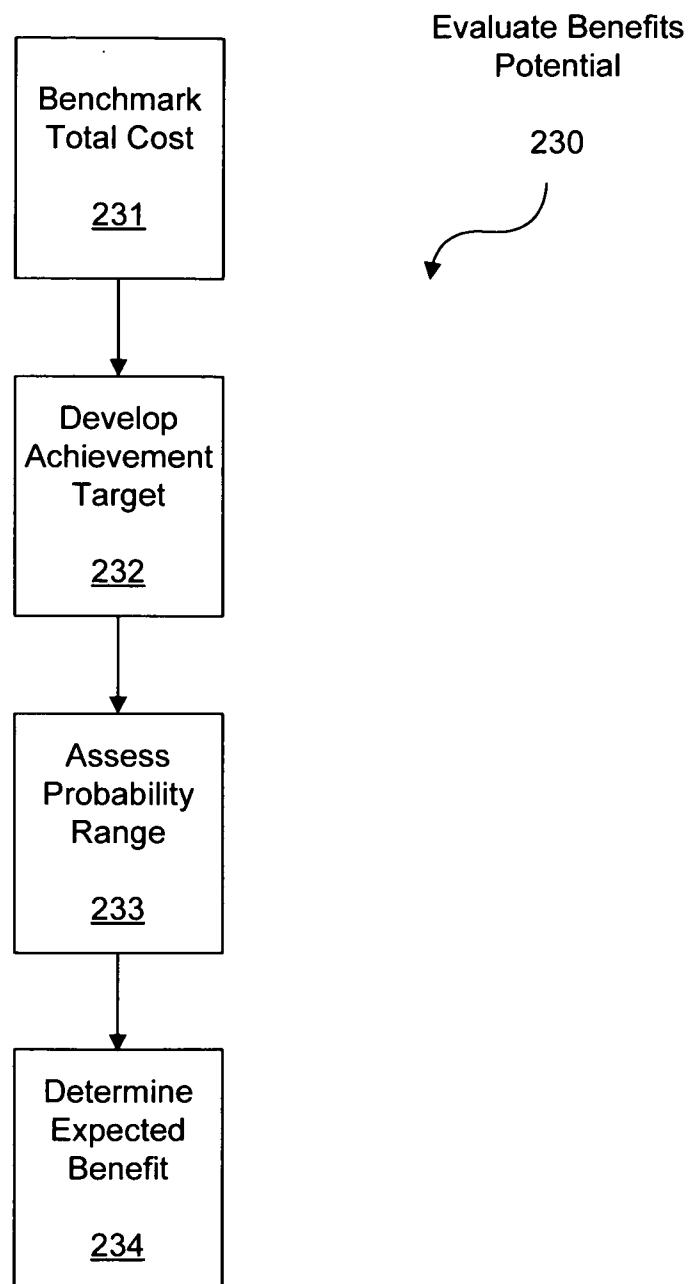 Evaluate Benefits
Potential
230
Benchmark
Total Cost
231
Develop
Achievement
Target
232
Assess
Probability
Range
233
Determine
Expected
Benefit
234